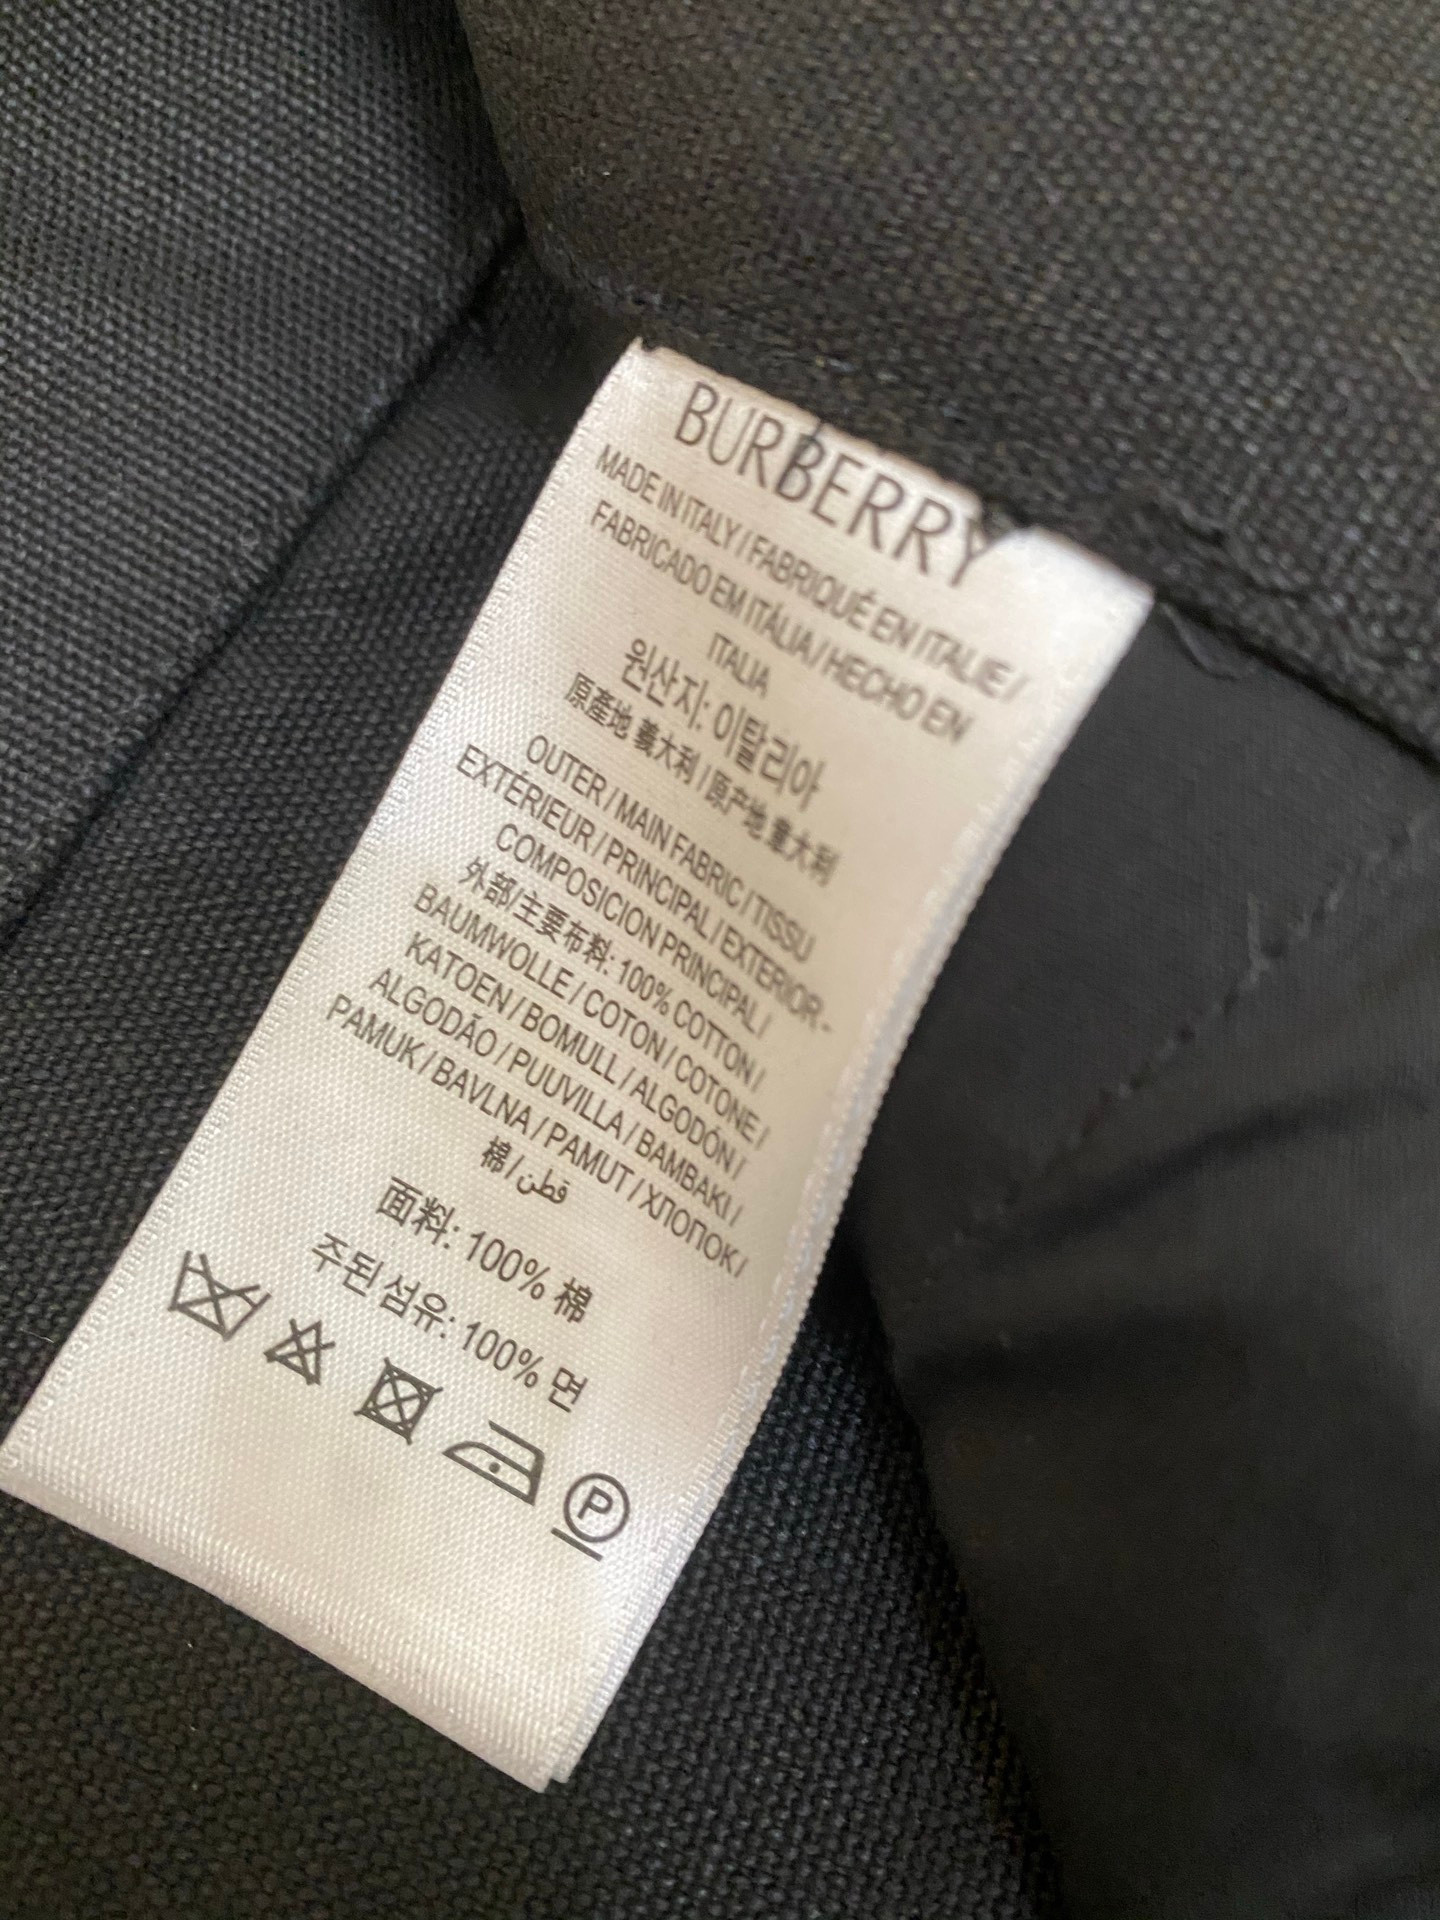 BURBERRY
MADE IN ITALY / FABRIQUÉ EN ITALIE /
FABRICADO EM ITÁLIA / HECHO EN
ITALIA
원산지: 이탈리아
原產地 義大利 / 原产地 意大利
OUTER / MAIN FABRIC / TISSU
EXTÉRIEUR / PRINCIPAL / EXTERIOR -
COMPOSICION PRINCIPAL /
外部/主要布料: 100% COTTON /
BAUMWOLLE / COTON / COTONE /
KATOEN / BOMULL / ALGODÓN /
ALGODÃO / PUUVILLA / BAMBAKI /
PAMUK / BAVLNA / PAMUT / ХЛОПОК /
棉 / قطن
面料: 100% 棉
주된 섬유: 100% 면
P